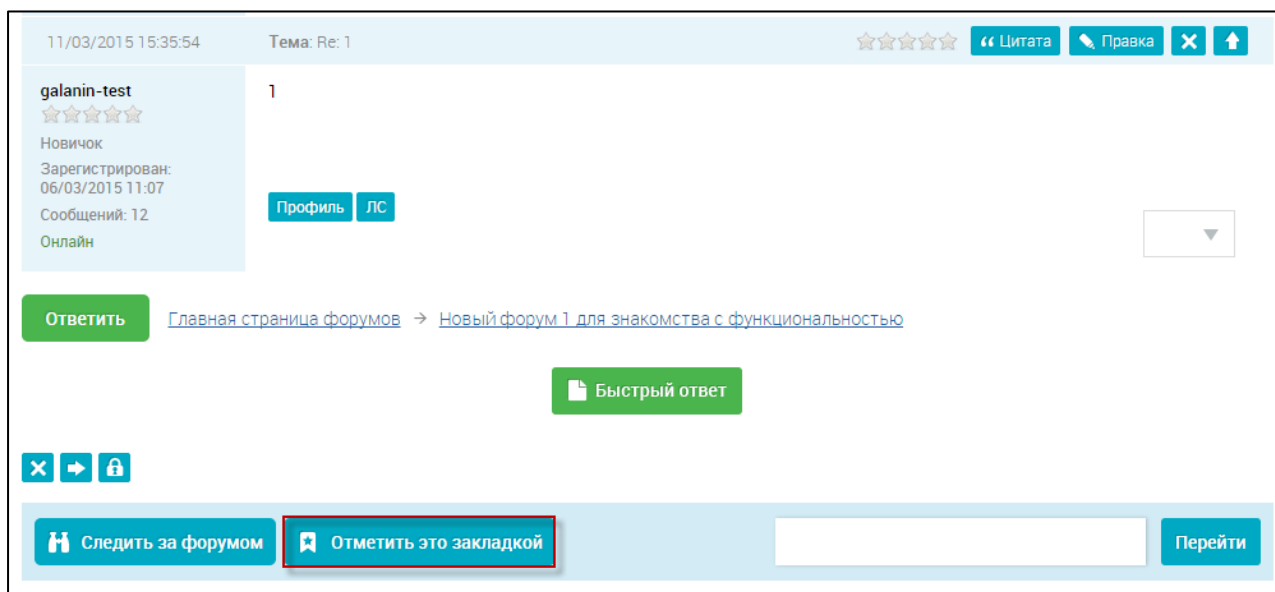 11/03/2015 15:35:54 Тема: Re: 1 Цитата Правка
galanin-test 1
Новичок
Зарегистрирован:
06/03/2015 11:07
Сообщений: 12
Онлайн
Профиль ЛС
Ответить Главная страница форумов → Новый форум 1 для знакомства с функциональностью
Быстрый ответ
Следить за форумом Отметить это закладкой Перейти